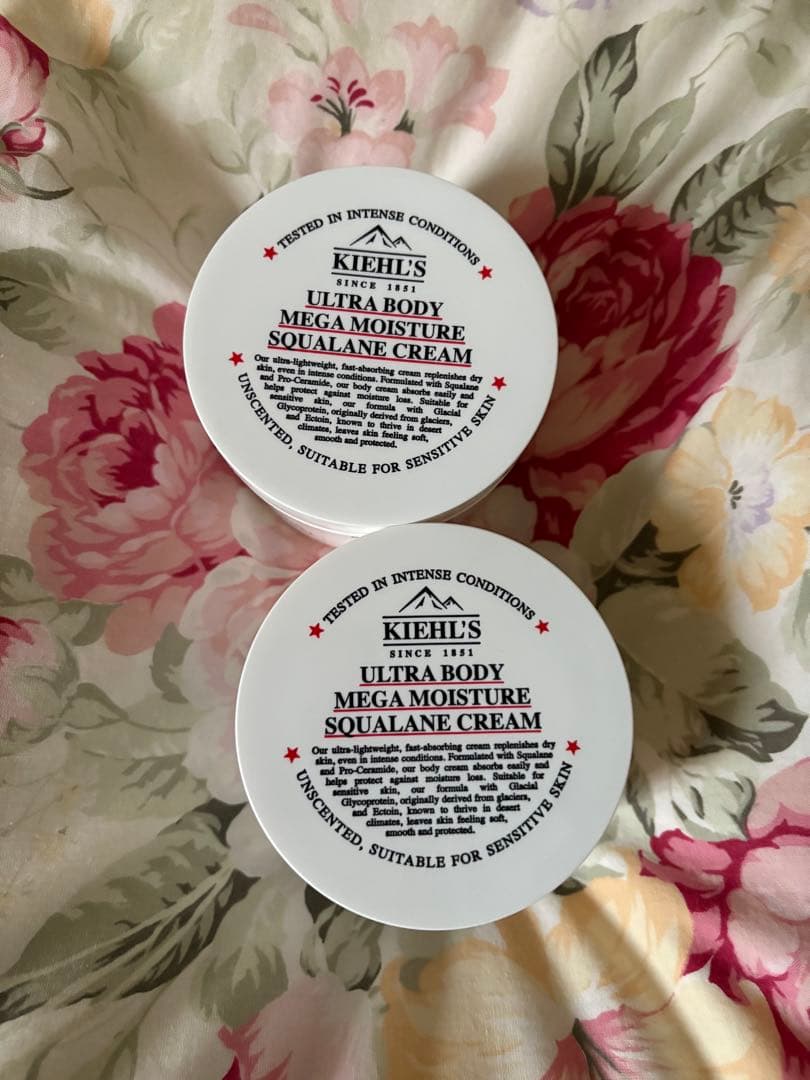 TESTED IN INTENSE CONDITIONS
KIEHL'S
SINCE 1851
ULTRA BODY
MEGA MOISTURE
SQUALANE CREAM
Our ultra-lightweight, fast-absorbing cream replenishes dry
skin, even in intense conditions. Formulated with Squalane
and Pro-Ceramide, our body cream absorbs easily and
helps protect against moisture loss. Suitable for
sensitive skin, our formula with Glacial
Glycoprotein, originally derived from glaciers,
and Ectoin, known to thrive in desert
climates, leaves skin feeling soft,
smooth and protected.
UNSCENTED, SUITABLE FOR SENSITIVE SKIN
TESTED IN INTENSE CONDITIONS
KIEHL'S
SINCE 1851
ULTRA BODY
MEGA MOISTURE
SQUALANE CREAM
Our ultra-lightweight, fast-absorbing cream replenishes dry
skin, even in intense conditions. Formulated with Squalane
and Pro-Ceramide, our body cream absorbs easily and
helps protect against moisture loss. Suitable for
sensitive skin, our formula with Glacial
Glycoprotein, originally derived from glaciers,
and Ectoin, known to thrive in desert
climates, leaves skin feeling soft,
smooth and protected.
UNSCENTED, SUITABLE FOR SENSITIVE SKIN